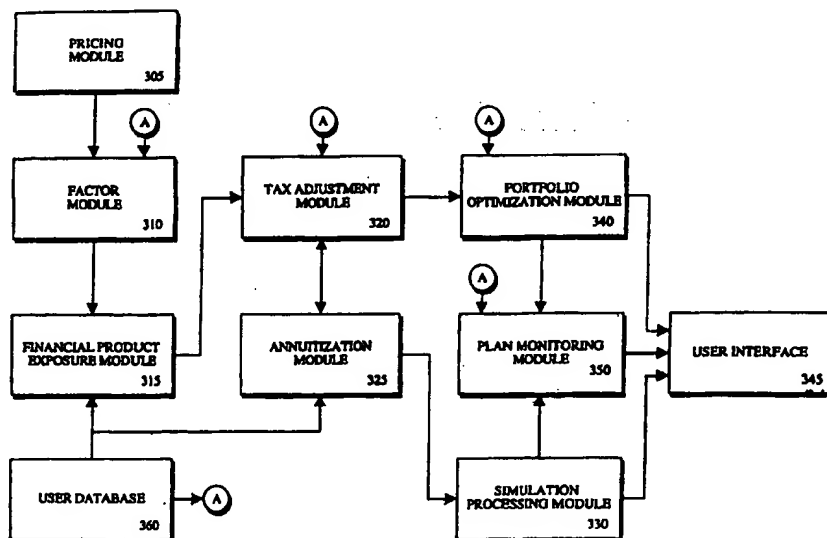 PRICING
MODULE
305
A
A
A
FACTOR
MODULE
310
TAX ADJUSTMENT
MODULE
320
PORTFOLIO
OPTIMIZATION MODULE
340
A
FINANCIAL PRODUCT
EXPOSURE MODULE
315
ANNUITIZATION
MODULE
325
PLAN MONITORING
MODULE
350
USER INTERFACE
345
USER DATABASE
360
A
SIMULATION
PROCESSING MODULE
330